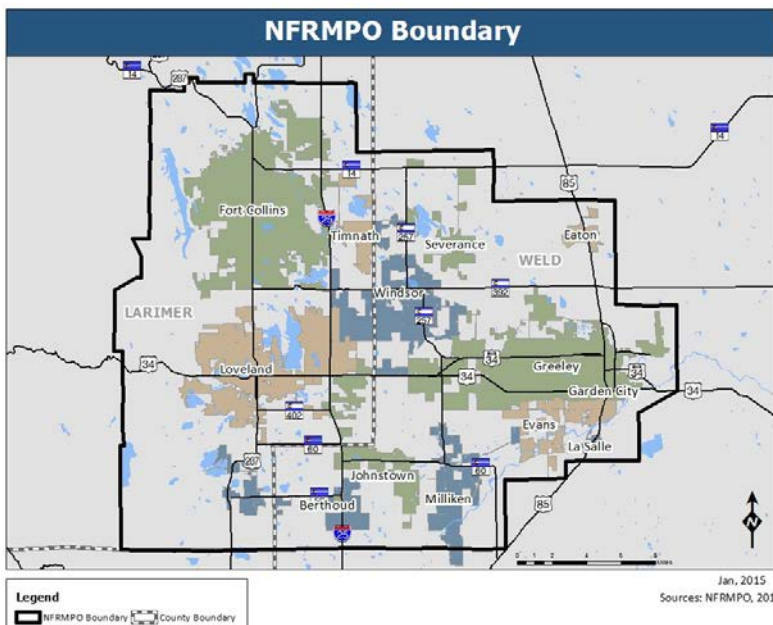 NFRMPO Boundary
287
14
14
85
14
Fort Collins
25
Timnath
257
Severance
Eaton
WELD
Windsor
392
LARIMER
257
34
Loveland
34
34
Greeley
34
Garden City
34
402
Evans
La Salle
60
287
Johnstown
60
Berthoud
Milliken
85
25
N
Jan, 2015
Sources: NFRMPO, 201
Legend
NFRMPO Boundary
County Boundary